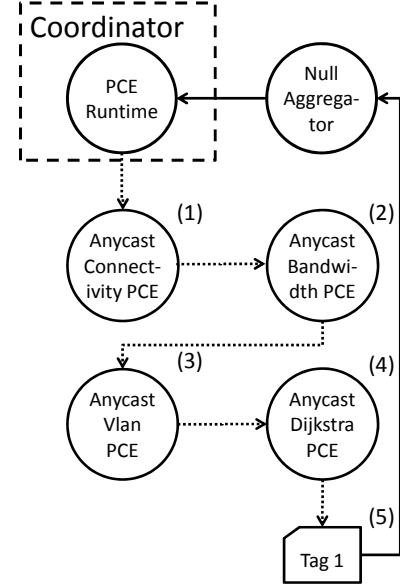 Coordinator
PCE
Runtime
Null
Aggrega-
tor
(1)
Anycast
Connect-
ivity PCE
(2)
Anycast
Bandwi-
dth PCE
(3)
Anycast
Vlan
PCE
(4)
Anycast
Dijkstra
PCE
(5)
Tag 1